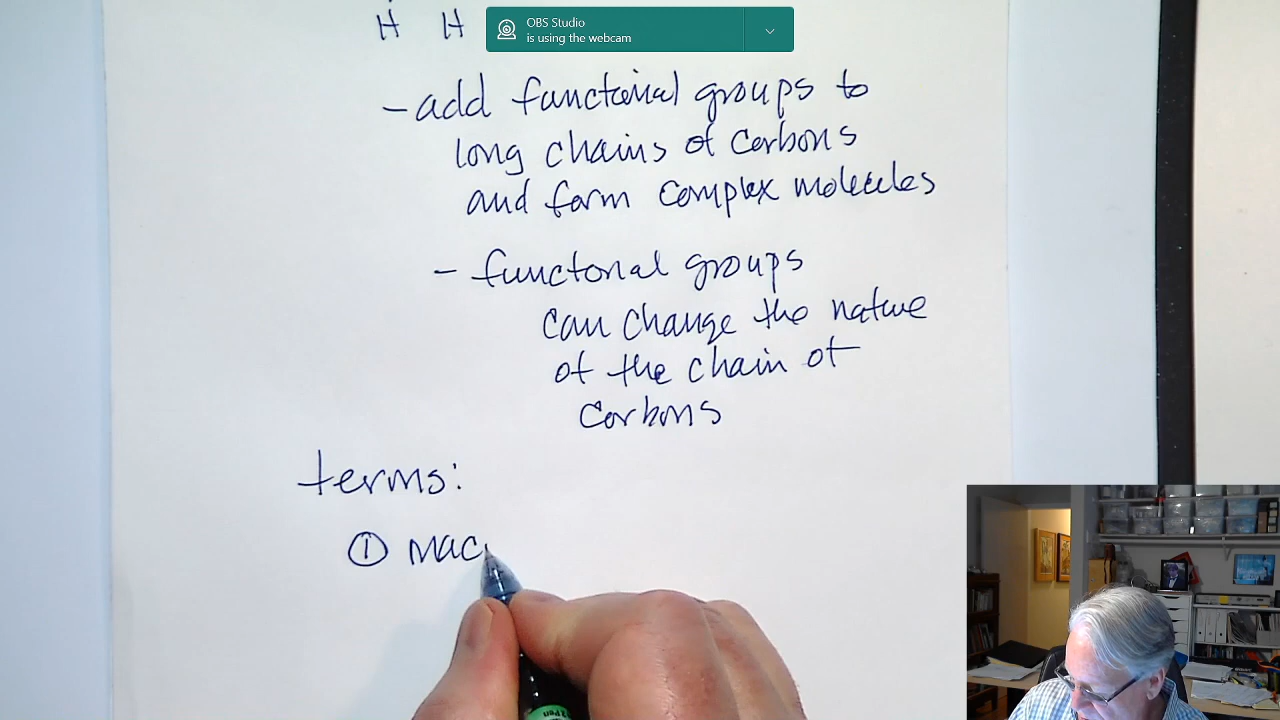 H H
OBS Studio
is using the webcam
- add functional groups to
long chains of carbons
and form complex molecules
- functonal groups
can change the nature
of the chain of
carbons
terms:
① mac